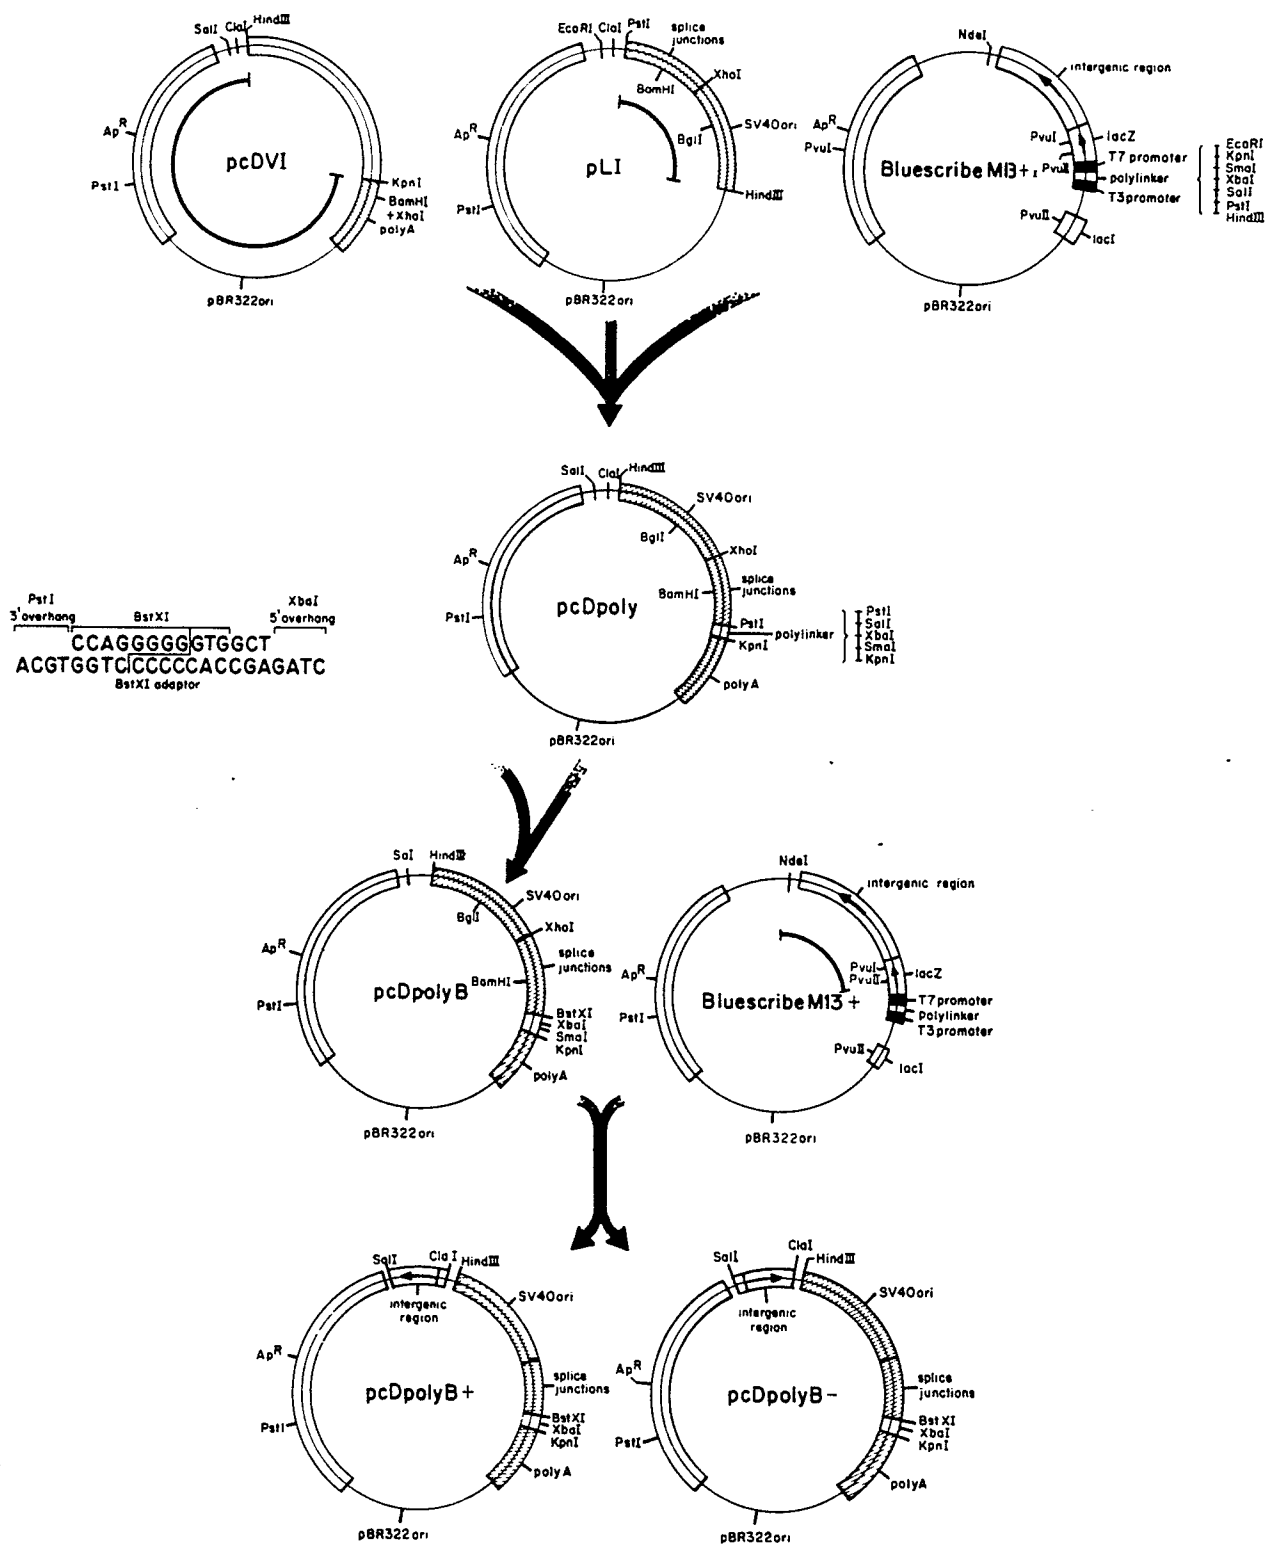 SalI ClaI HindIII
ApR
PstI
pcDVI
KpnI
BamHI
+XhoI
polyA
pBR322ori
EcoRI ClaI PstI
splice
junctions
BamHI
XhoI
ApR
BglI
SV40ori
pLI
PstI
HindIII
pBR322ori
NdeI
intergenic region
ApR
PvuI
PvuI
lacZ
PvuII
T7 promoter
Bluescribe M13+
polylinker
T3 promoter
PvuII
lacI
pBR322ori
EcoRI
KpnI
SmaI
XbaI
SalI
PstI
HindIII
SalI ClaI HindIII
SV40ori
BglI
XhoI
ApR
BamHI
splice
junctions
pcDpoly
PstI
PstI
polylinker
KpnI
polyA
pBR322ori
PstI
SalI
XbaI
SmaI
KpnI
PstI
3'overhang
BstXI
XbaI
5'overhang
CCAGGGGGGTGGCT
ACGTGGTCCCCCCACCGAGATC
BstXI adaptor
SaI HindIII
SV40ori
BglI
XhoI
ApR
splice
junctions
BamHI
pcDpolyB
PstI
BstXI
XbaI
SmaI
KpnI
polyA
pBR322ori
NdeI
intergenic region
ApR
PvuI
lacZ
PvuII
Bluescribe M13+
T7 promoter
Polylinker
T3 promoter
PstI
PvuII
lacI
pBR322ori
SalI ClaI HindIII
intergenic
region
SV40ori
ApR
splice
junctions
pcDpolyB+
PstI
BstXI
XbaI
KpnI
polyA
pBR322ori
SalI ClaI HindIII
intergenic
region
SV40ori
ApR
splice
junctions
pcDpolyB-
PstI
BstXI
XbaI
KpnI
polyA
pBR322ori